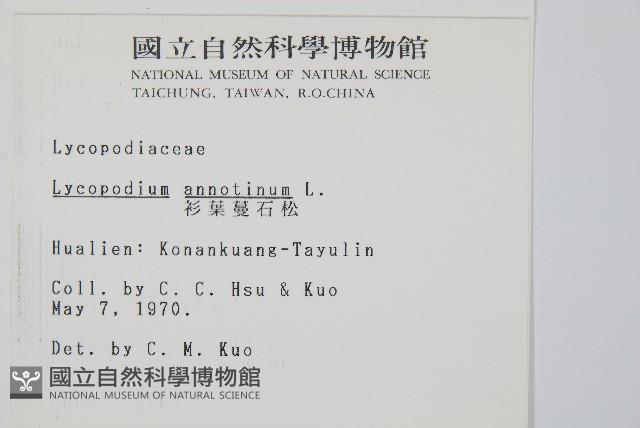 國立自然科學博物館
NATIONAL MUSEUM OF NATURAL SCIENCE
TAICHUNG, TAIWAN, R.O.CHINA
Lycopodiaceae
Lycopodium annotinum L.
衫葉蔓石松
Hualien: Konankuang-Tayulin
Coll. by C. C. Hsu & Kuo
May 7, 1970.
Det. by C. M. Kuo
國立自然科學博物館
NATIONAL MUSEUM OF NATURAL SCIENCE